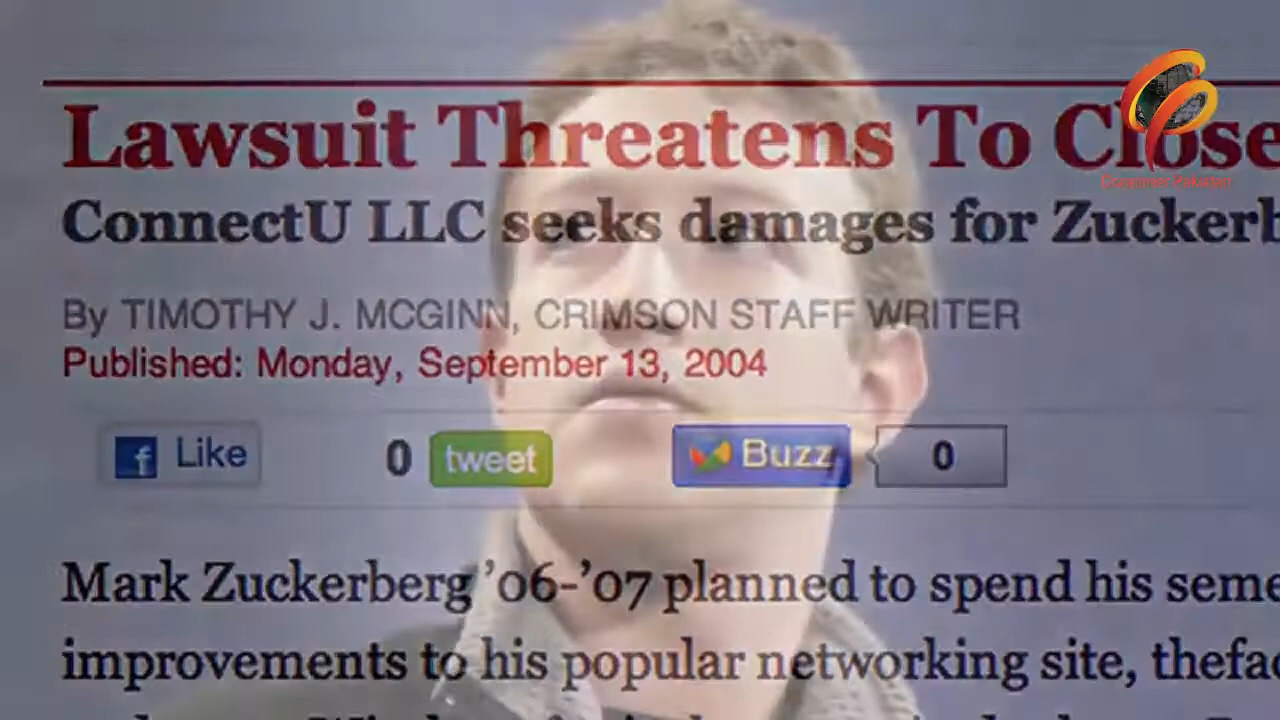 Lawsuit Threatens To Close
ConnectU LLC seeks damages for Zuckerb
By TIMOTHY J. MCGINN, CRIMSON STAFF WRITER
Published: Monday, September 13, 2004
Like 0 tweet Buzz 0
Mark Zuckerberg ’06-’07 planned to spend his seme
improvements to his popular networking site, thefac